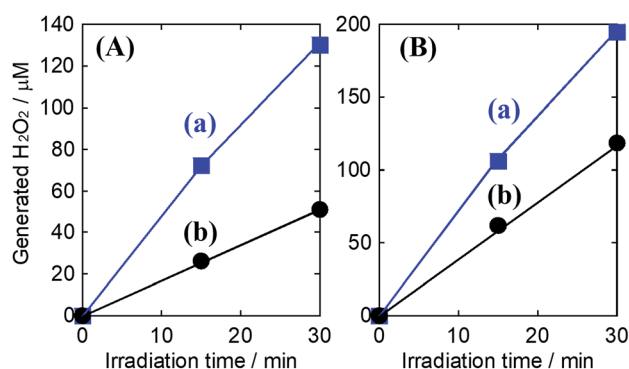 Generated H₂O₂ / μM
140
120
100
80
60
40
20
0
(A)
(a)
(b)
0
10
20
30
Irradiation time / min
200
150
100
50
0
(B)
(a)
(b)
0
10
20
30
Irradiation time / min